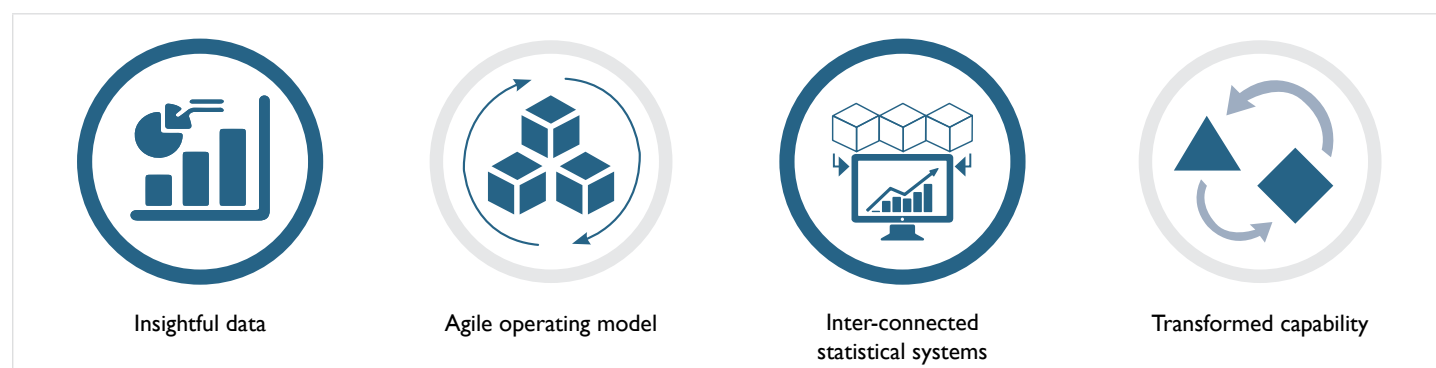 Insightful data
Agile operating model
Inter-connected
statistical systems
Transformed capability